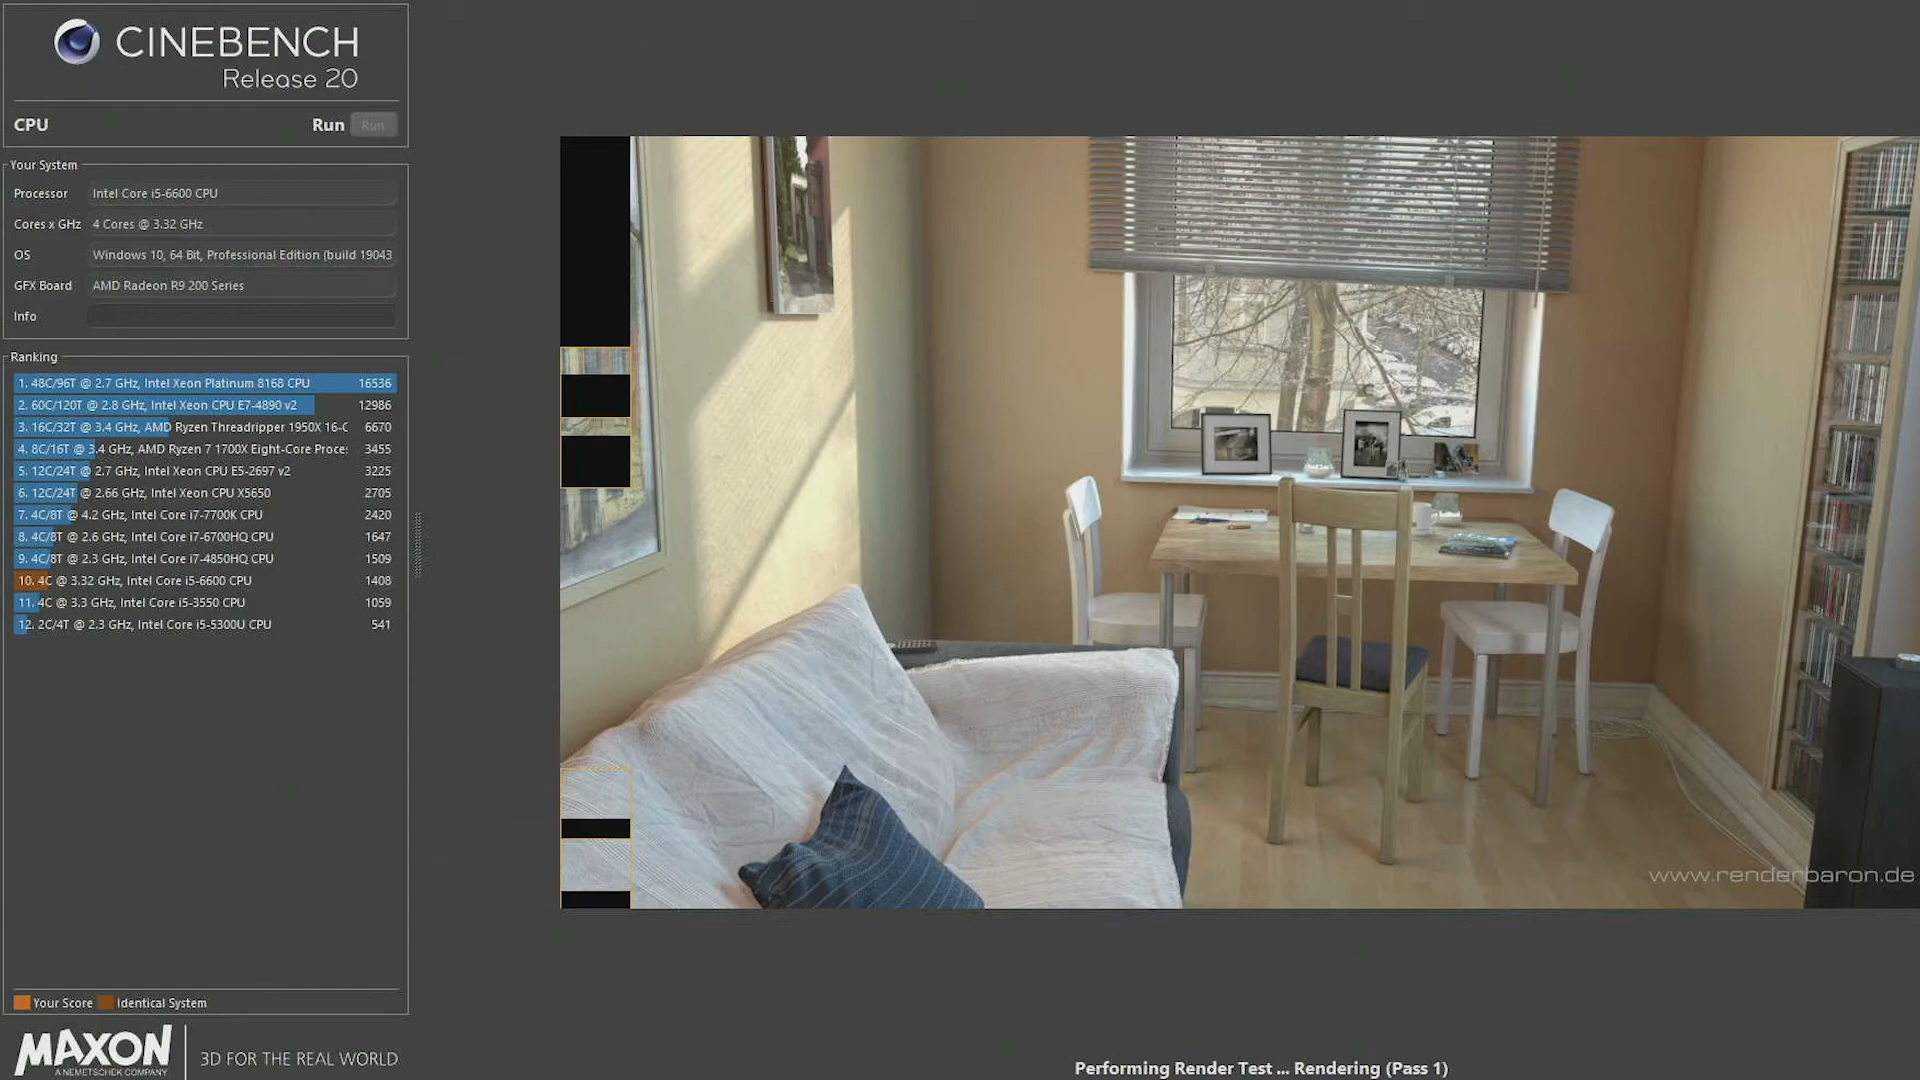 CINEBENCH
Release 20
CPU Run Run
Your System
Processor Intel Core i5-6600 CPU
Cores x GHz 4 Cores @ 3.32 GHz
OS Windows 10, 64 Bit, Professional Edition (build 19043
GFX Board AMD Radeon R9 200 Series
Info
Ranking
1. 48C/96T @ 2.7 GHz, Intel Xeon Platinum 8168 CPU 16536
2. 60C/120T @ 2.8 GHz, Intel Xeon CPU E7-4890 v2 12986
3. 16C/32T @ 3.4 GHz, AMD Ryzen Threadripper 1950X 16-C 6670
4. 8C/16T @ 3.4 GHz, AMD Ryzen 7 1700X Eight-Core Proce: 3455
5. 12C/24T @ 2.7 GHz, Intel Xeon CPU E5-2697 v2 3225
6. 12C/24T @ 2.66 GHz, Intel Xeon CPU X5650 2705
7. 4C/8T @ 4.2 GHz, Intel Core i7-7700K CPU 2420
8. 4C/8T @ 2.6 GHz, Intel Core i7-6700HQ CPU 1647
9. 4C/8T @ 2.3 GHz, Intel Core i7-4850HQ CPU 1509
10. 4C @ 3.32 GHz, Intel Core i5-6600 CPU 1408
11. 4C @ 3.3 GHz, Intel Core i5-3550 CPU 1059
12. 2C/4T @ 2.3 GHz, Intel Core i5-5300U CPU 541
www.renderbaron.de
Your Score Identical System
MAXON
A NEMETSCHEK COMPANY
3D FOR THE REAL WORLD
Performing Render Test ... Rendering (Pass 1)